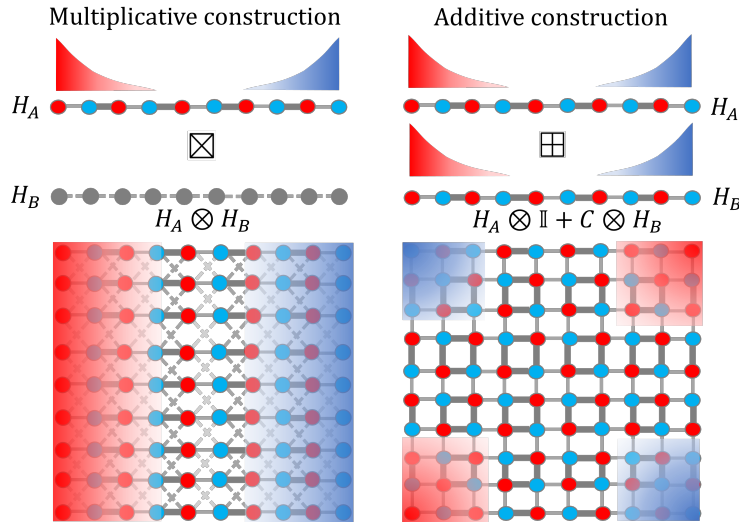 Multiplicative construction
H_A
⊠
H_B
H_A ⊗ H_B
Additive construction
H_A
⊞
H_B
H_A ⊗ 𝕀 + C ⊗ H_B